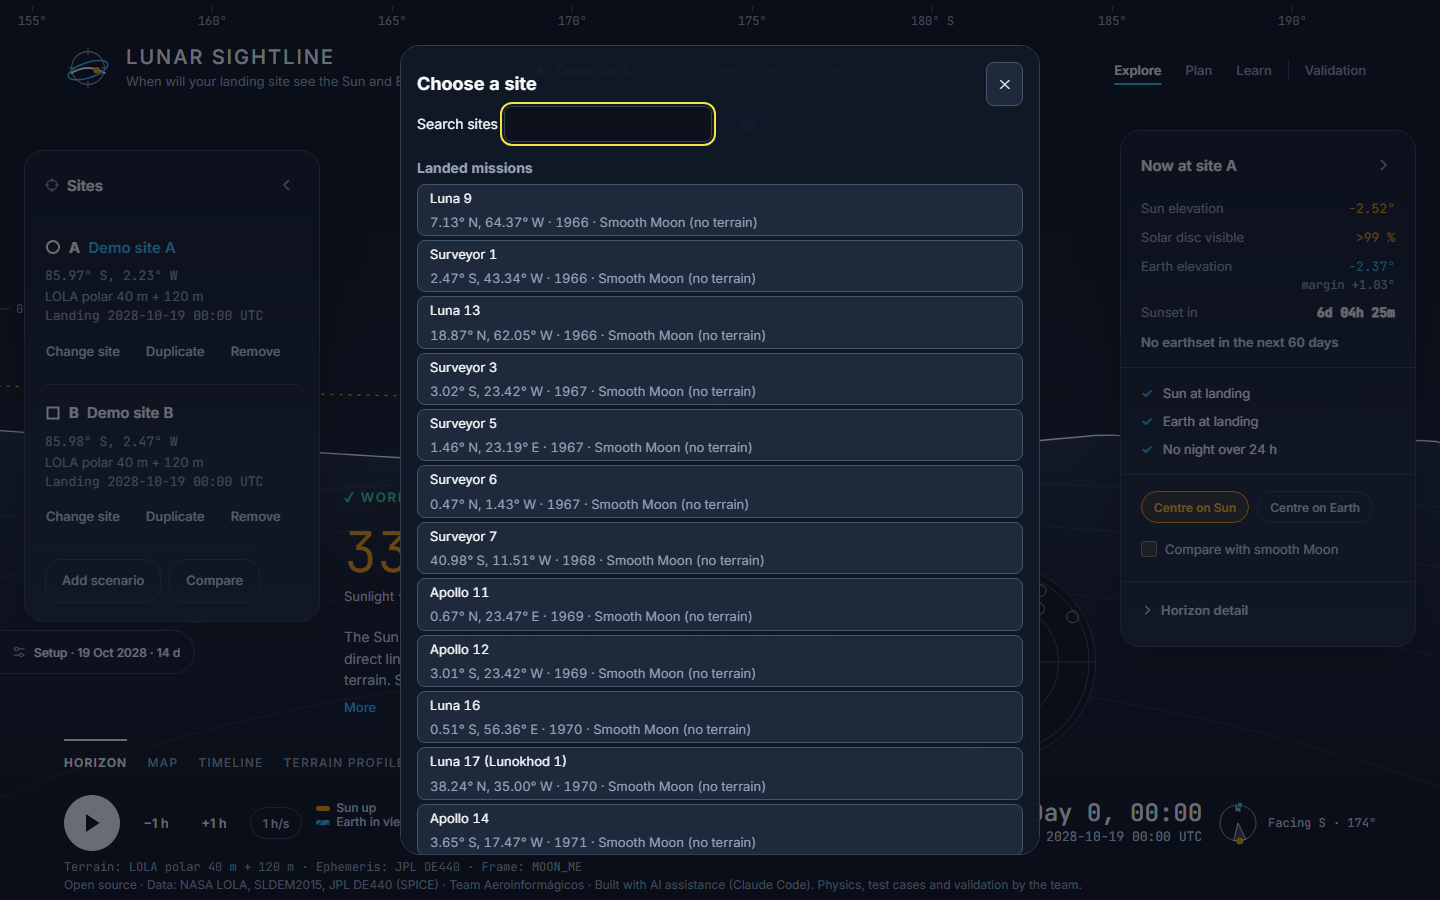 155° 160° 165° 170° 175° 180° S 185° 190°
LUNAR SIGHTLINE
When will your landing site see the Sun and E
Explore Plan Learn Validation
Choose a site
×
Search sites
Landed missions
Luna 9
7.13° N, 64.37° W · 1966 · Smooth Moon (no terrain)
Surveyor 1
2.47° S, 43.34° W · 1966 · Smooth Moon (no terrain)
Luna 13
18.87° N, 62.05° W · 1966 · Smooth Moon (no terrain)
Surveyor 3
3.02° S, 23.42° W · 1967 · Smooth Moon (no terrain)
Surveyor 5
1.46° N, 23.19° E · 1967 · Smooth Moon (no terrain)
Surveyor 6
0.47° N, 1.43° W · 1967 · Smooth Moon (no terrain)
Surveyor 7
40.98° S, 11.51° W · 1968 · Smooth Moon (no terrain)
Apollo 11
0.67° N, 23.47° E · 1969 · Smooth Moon (no terrain)
Apollo 12
3.01° S, 23.42° W · 1969 · Smooth Moon (no terrain)
Luna 16
0.51° S, 56.36° E · 1970 · Smooth Moon (no terrain)
Luna 17 (Lunokhod 1)
38.24° N, 35.00° W · 1970 · Smooth Moon (no terrain)
Apollo 14
3.65° S, 17.47° W · 1971 · Smooth Moon (no terrain)
Sites
A Demo site A
85.97° S, 2.23° W
LOLA polar 40 m + 120 m
Landing 2028-10-19 00:00 UTC
Change site Duplicate Remove
B Demo site B
85.98° S, 2.47° W
LOLA polar 40 m + 120 m
Landing 2028-10-19 00:00 UTC
Change site Duplicate Remove
Add scenario Compare
0
Setup · 19 Oct 2028 · 14 d
✓ WOR
33
Sunlight
The Sun
direct lin
terrain. S
More
Now at site A
Sun elevation -2.52°
Solar disc visible >99 %
Earth elevation -2.37°
margin +1.03°
Sunset in 6d 04h 25m
No earthset in the next 60 days
Sun at landing
Earth at landing
No night over 24 h
Centre on Sun Centre on Earth
Compare with smooth Moon
Horizon detail
HORIZON MAP TIMELINE TERRAIN PROFILE
−1 h +1 h 1 h/s
Sun up
Earth in vie
Day 0, 00:00
2028-10-19 00:00 UTC
N
Facing S · 174°
Terrain: LOLA polar 40 m + 120 m · Ephemeris: JPL DE440 · Frame: MOON_ME
Open source · Data: NASA LOLA, SLDEM2015, JPL DE440 (SPICE) · Team Aeroinformágicos · Built with AI assistance (Claude Code). Physics, test cases and validation by the team.